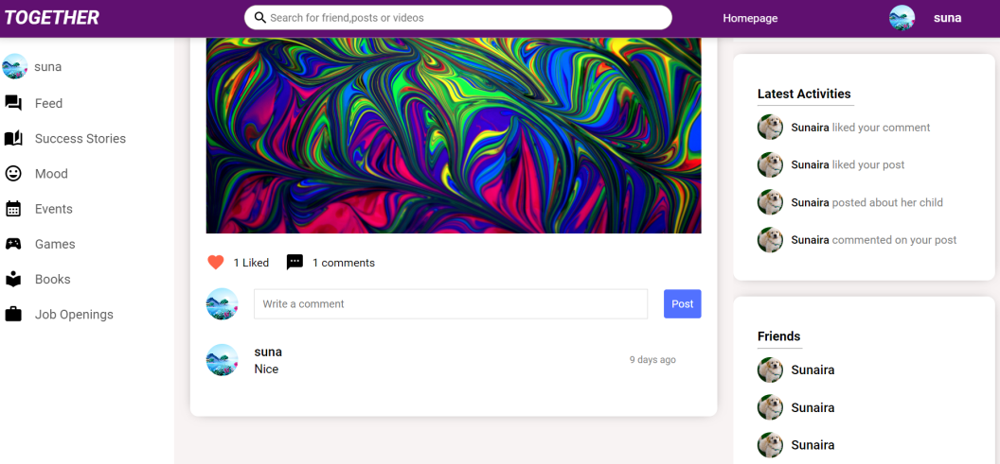 TOGETHER
Search for friend,posts or videos
Homepage
suna
suna
Feed
Success Stories
Mood
Events
Games
Books
Job Openings
1 Liked
1 comments
Write a comment
Post
suna
Nice
9 days ago
Latest Activities
Sunaira liked your comment
Sunaira liked your post
Sunaira posted about her child
Sunaira commented on your post
Friends
Sunaira
Sunaira
Sunaira